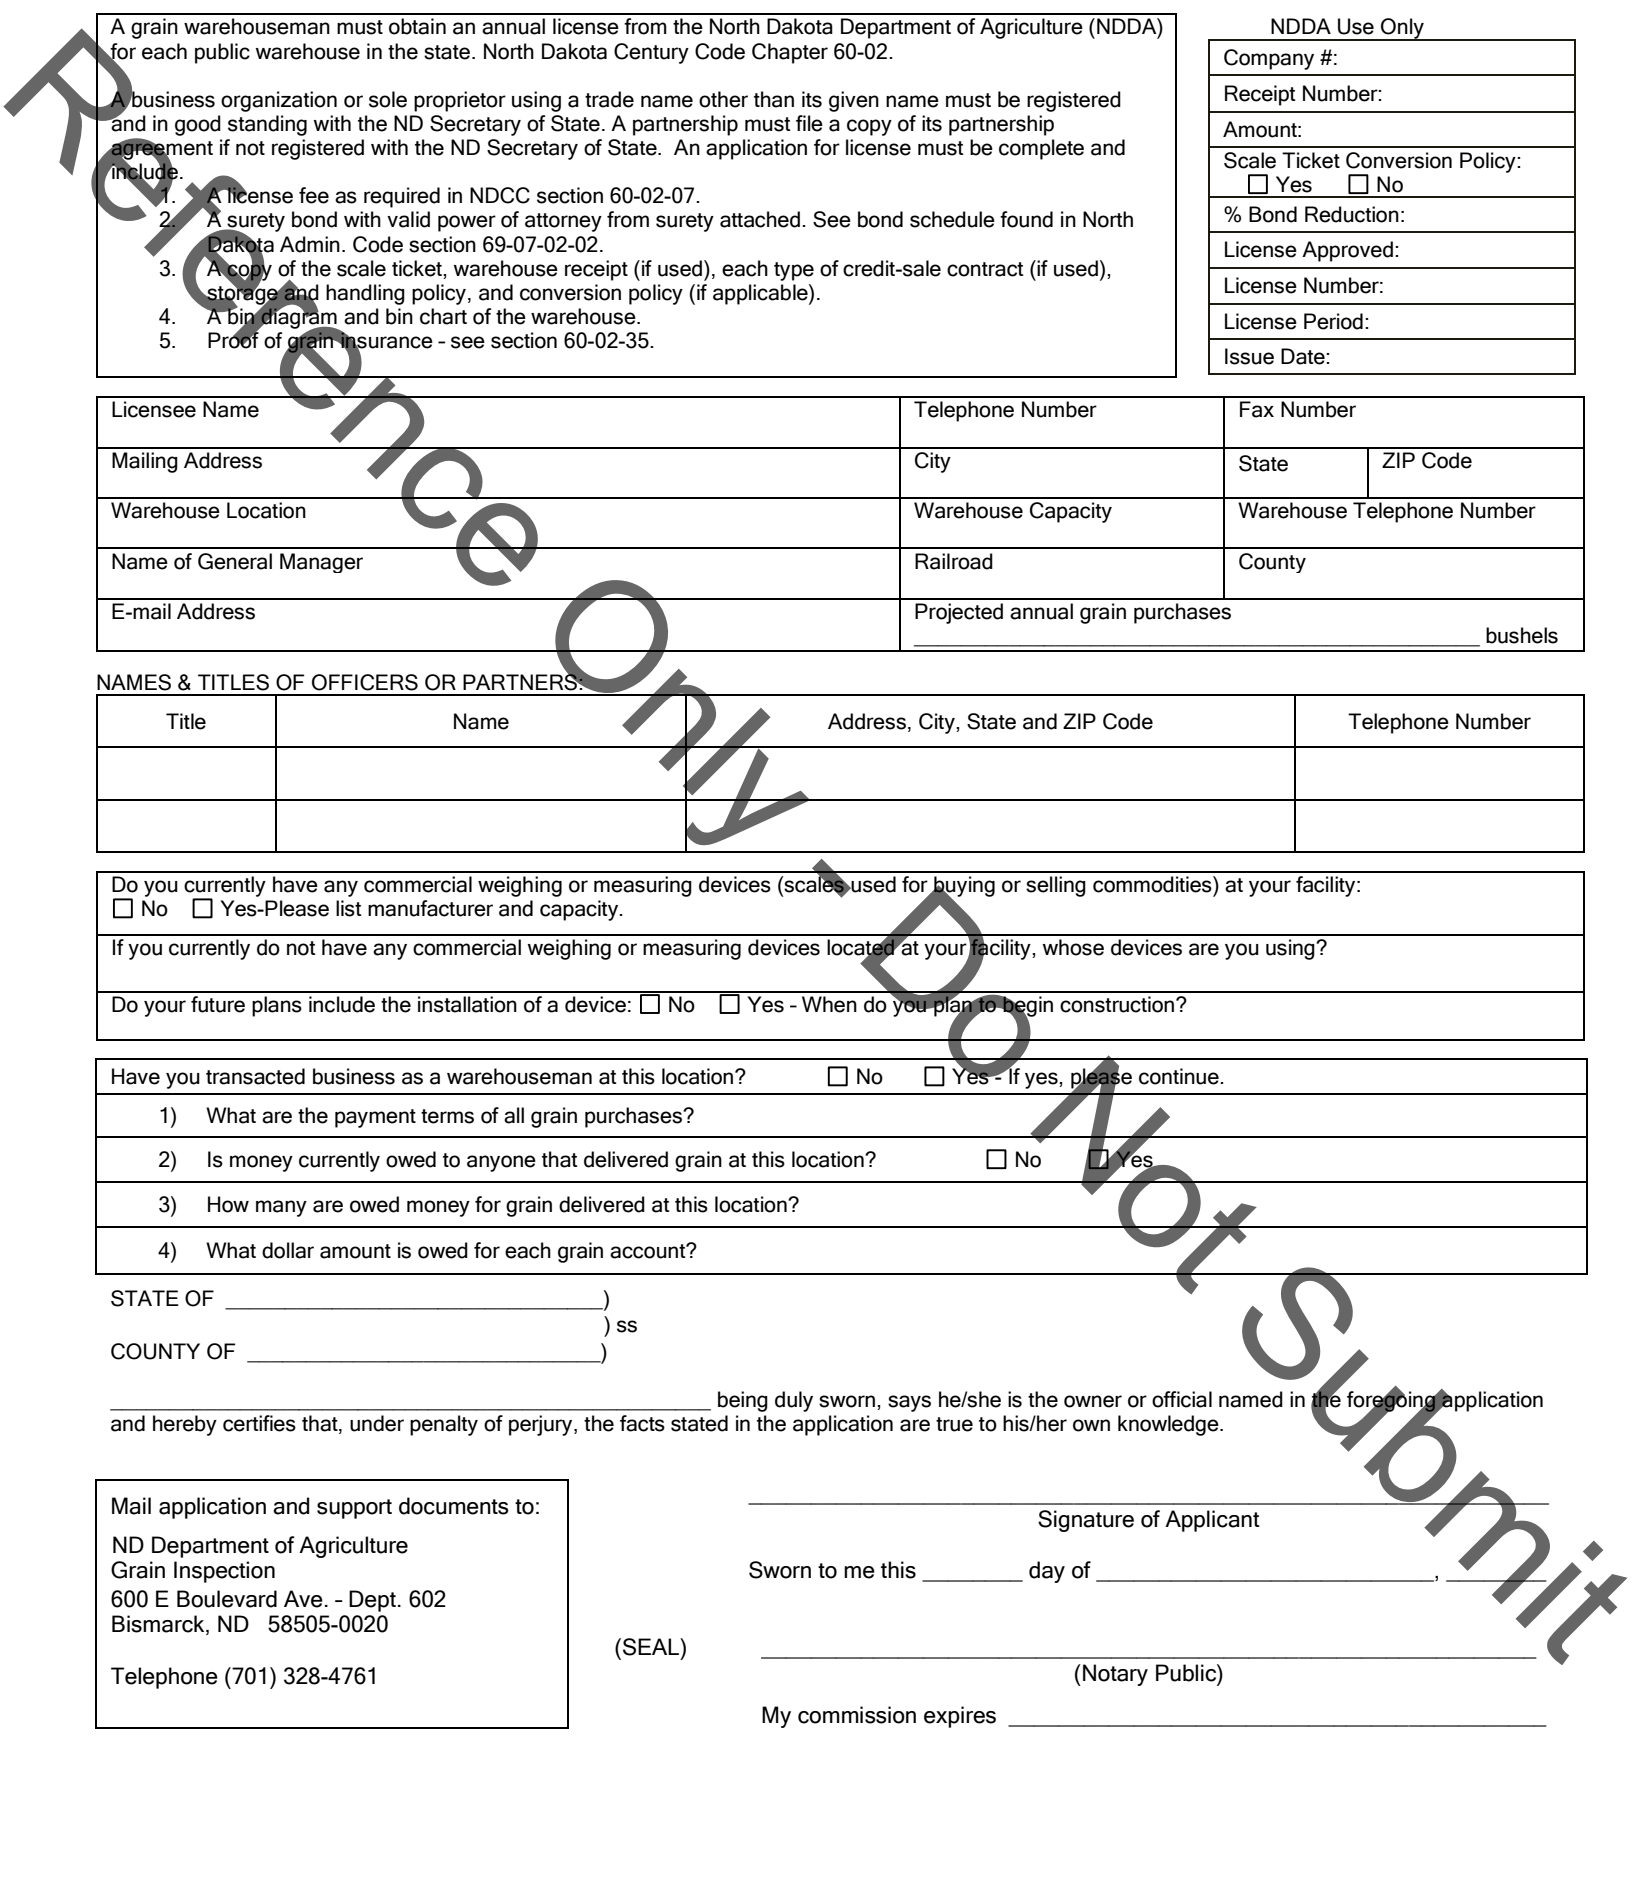 A grain warehouseman must obtain an annual license from the North Dakota Department of Agriculture (NDDA)
for each public warehouse in the state. North Dakota Century Code Chapter 60-02.
A business organization or sole proprietor using a trade name other than its given name must be registered
and in good standing with the ND Secretary of State. A partnership must file a copy of its partnership
agreement if not registered with the ND Secretary of State. An application for license must be complete and
include.
1. A license fee as required in NDCC section 60-02-07.
2. A surety bond with valid power of attorney from surety attached. See bond schedule found in North
Dakota Admin. Code section 69-07-02-02.
3. A copy of the scale ticket, warehouse receipt (if used), each type of credit-sale contract (if used),
storage and handling policy, and conversion policy (if applicable).
4. A bin diagram and bin chart of the warehouse.
5. Proof of grain insurance - see section 60-02-35.
NDDA Use Only
Company #:
Receipt Number:
Amount:
Scale Ticket Conversion Policy:
☐ Yes ☐ No
% Bond Reduction:
License Approved:
License Number:
License Period:
Issue Date:
Licensee Name Telephone Number Fax Number
Mailing Address City State ZIP Code
Warehouse Location Warehouse Capacity Warehouse Telephone Number
Name of General Manager Railroad County
E-mail Address Projected annual grain purchases
____________________ bushels
NAMES & TITLES OF OFFICERS OR PARTNERS:
Title Name Address, City, State and ZIP Code Telephone Number
Do you currently have any commercial weighing or measuring devices (scales used for buying or selling commodities) at your facility:
☐ No ☐ Yes-Please list manufacturer and capacity.
If you currently do not have any commercial weighing or measuring devices located at your facility, whose devices are you using?
Do your future plans include the installation of a device: ☐ No ☐ Yes - When do you plan to begin construction?
Have you transacted business as a warehouseman at this location? ☐ No ☐ Yes - If yes, please continue.
1) What are the payment terms of all grain purchases?
2) Is money currently owed to anyone that delivered grain at this location? ☐ No ☐ Yes
3) How many are owed money for grain delivered at this location?
4) What dollar amount is owed for each grain account?
STATE OF ____________________)
) ss
COUNTY OF ____________________)
____________________ being duly sworn, says he/she is the owner or official named in the foregoing application
and hereby certifies that, under penalty of perjury, the facts stated in the application are true to his/her own knowledge.
Mail application and support documents to:
ND Department of Agriculture
Grain Inspection
600 E Boulevard Ave. - Dept. 602
Bismarck, ND 58505-0020
Telephone (701) 328-4761
____________________
Signature of Applicant
Sworn to me this ________ day of ____________________, ________
(SEAL) ____________________
(Notary Public)
My commission expires ____________________
Reference Only - Do Not Submit